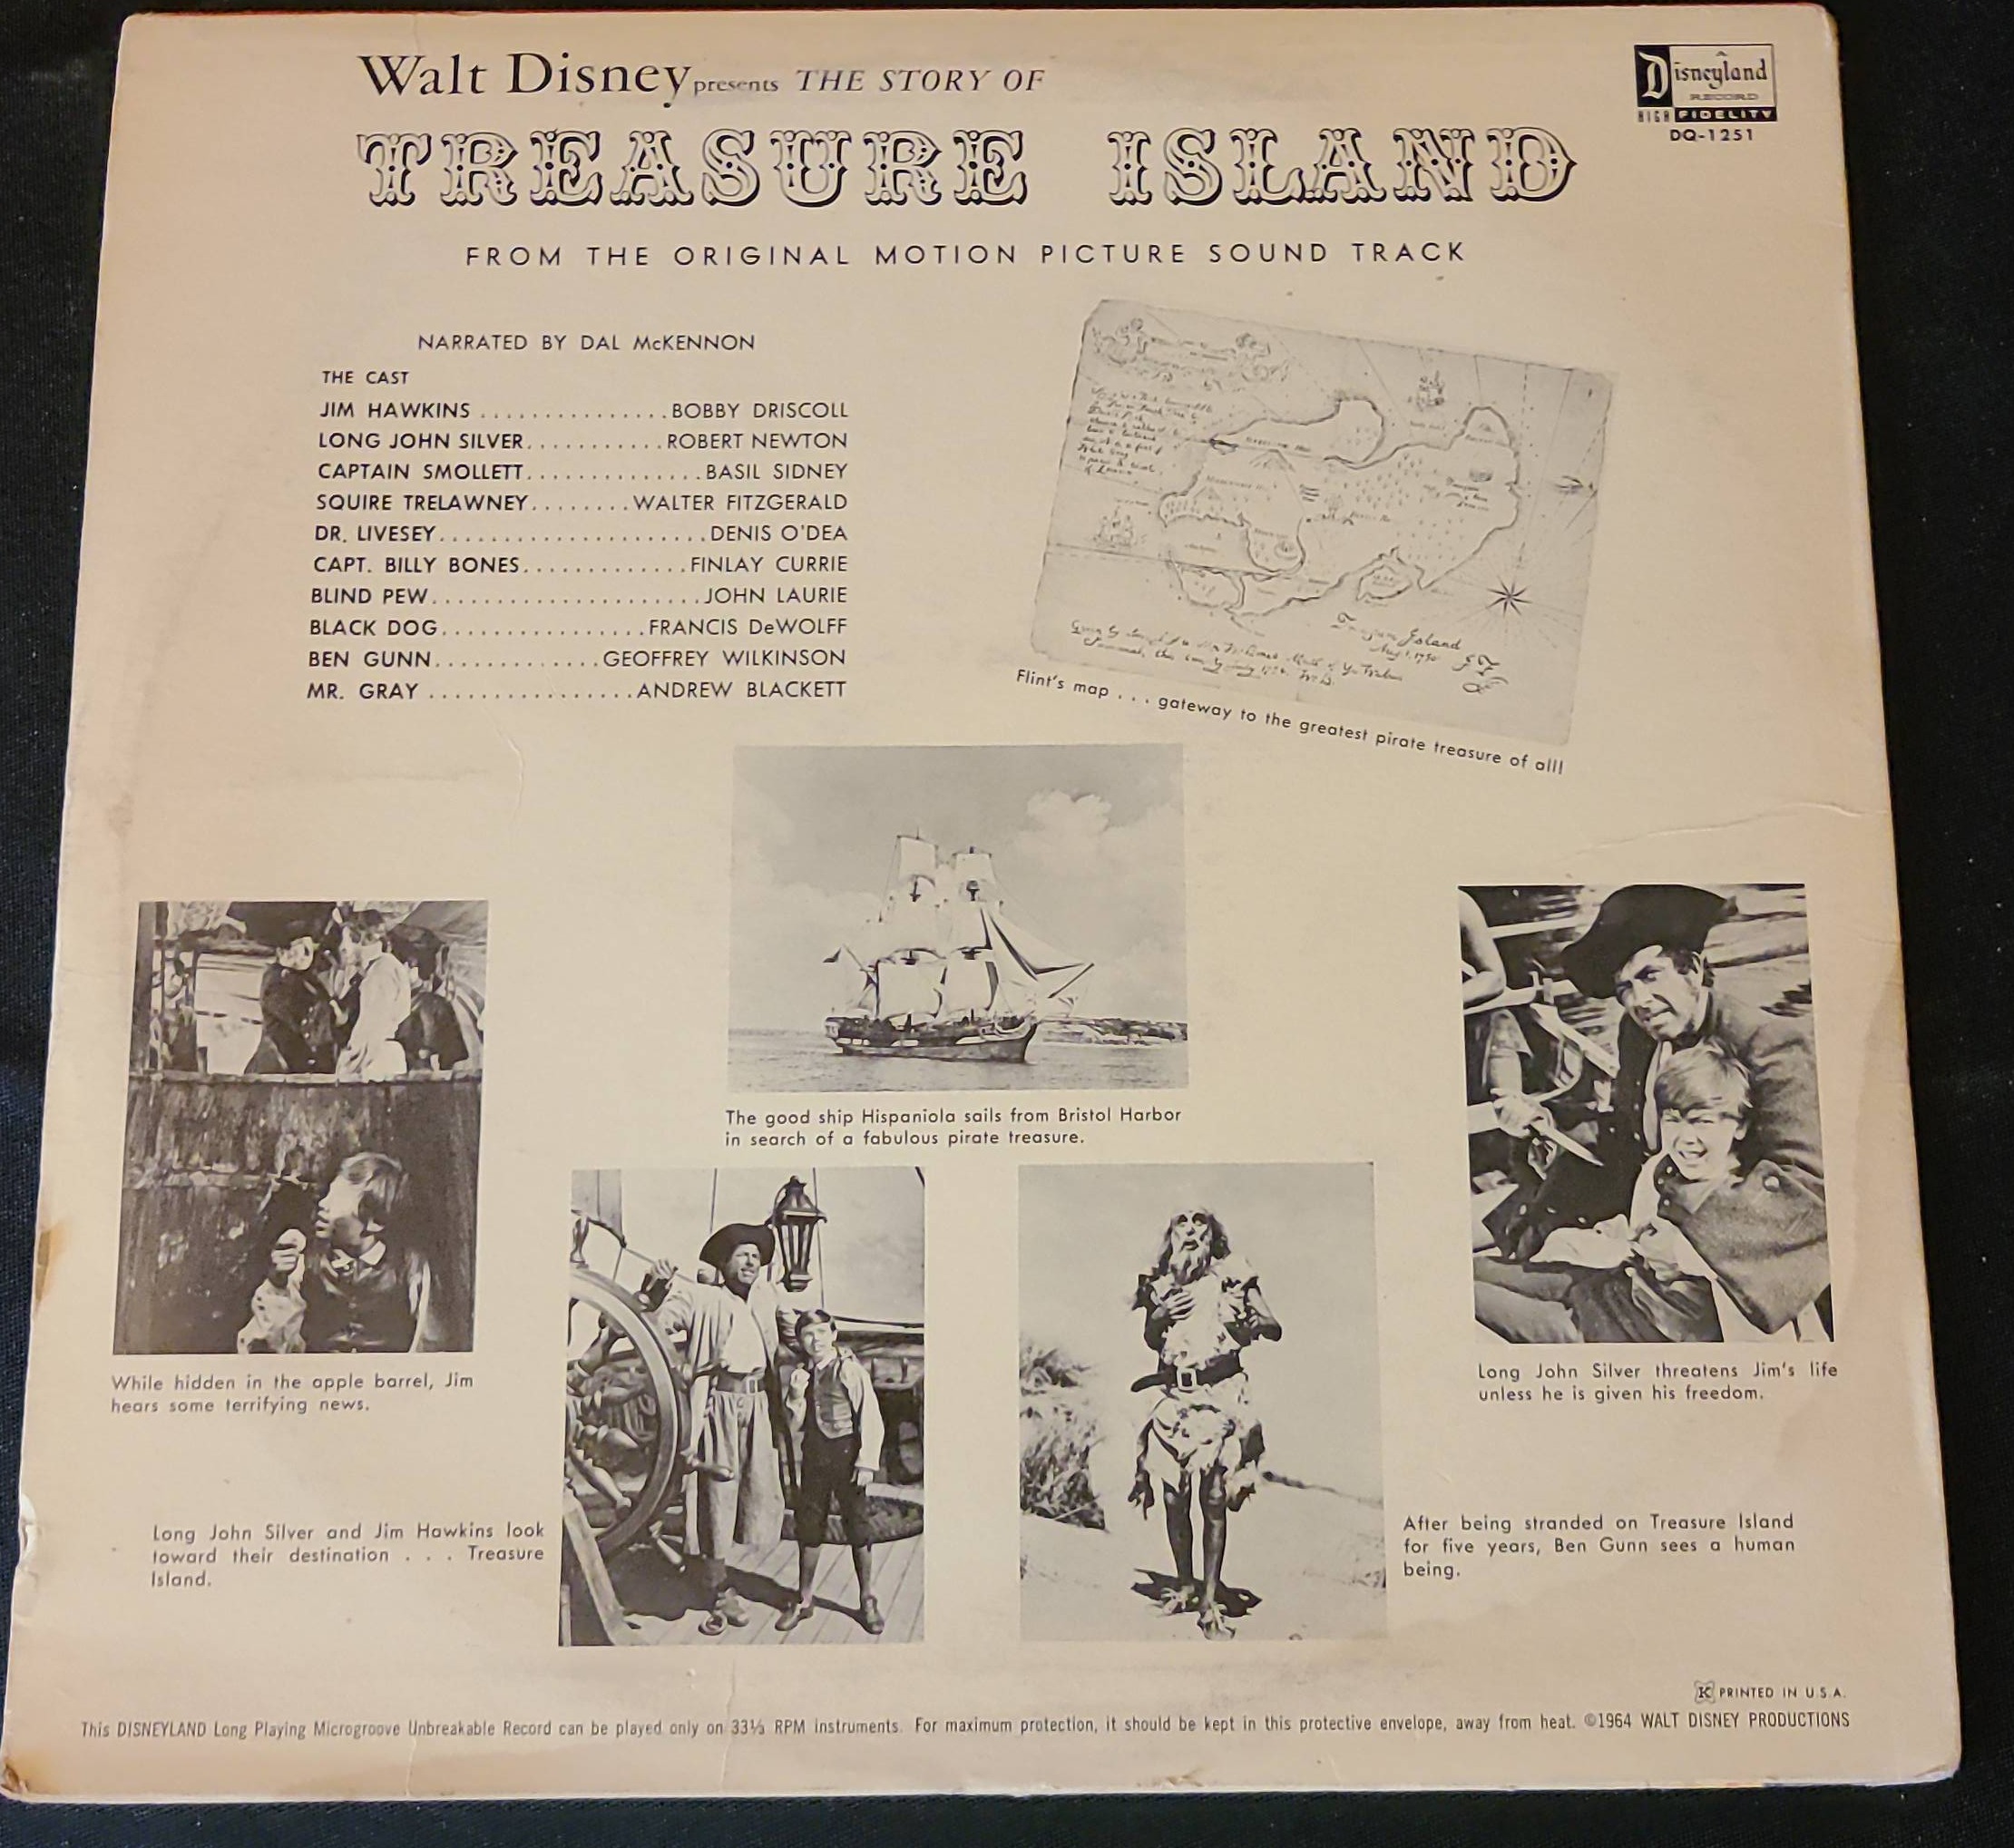 Walt Disney presents THE STORY OF
TREASURE ISLAND
FROM THE ORIGINAL MOTION PICTURE SOUND TRACK
Disneyland
RECORD
HIGH FIDELITY
DQ-1251
NARRATED BY DAL McKENNON
THE CAST
JIM HAWKINS ............... BOBBY DRISCOLL
LONG JOHN SILVER........... ROBERT NEWTON
CAPTAIN SMOLLETT.............. BASIL SIDNEY
SQUIRE TRELAWNEY........ WALTER FITZGERALD
DR. LIVESEY....................... DENIS O'DEA
CAPT. BILLY BONES............. FINLAY CURRIE
BLIND PEW..................... JOHN LAURIE
BLACK DOG................ FRANCIS DeWOLFF
BEN GUNN............. GEOFFREY WILKINSON
MR. GRAY ................ ANDREW BLACKETT
Island
Flint's map . . . gateway to the greatest pirate treasure of all!
The good ship Hispaniola sails from Bristol Harbor
in search of a fabulous pirate treasure.
While hidden in the apple barrel, Jim
hears some terrifying news.
Long John Silver threatens Jim's life
unless he is given his freedom.
Long John Silver and Jim Hawkins look
toward their destination . . . Treasure
Island.
After being stranded on Treasure Island
for five years, Ben Gunn sees a human
being.
K PRINTED IN U.S.A.
This DISNEYLAND Long Playing Microgroove Unbreakable Record can be played only on 33⅓ RPM instruments. For maximum protection, it should be kept in this protective envelope, away from heat. ©1964 WALT DISNEY PRODUCTIONS